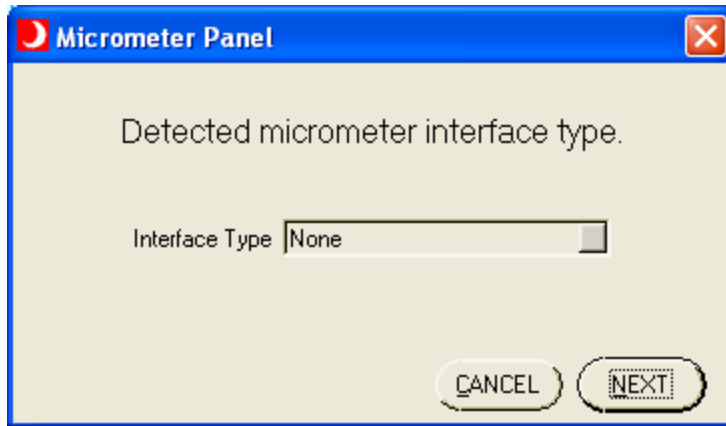 Micrometer Panel
Detected micrometer interface type.
Interface Type None
CANCEL NEXT